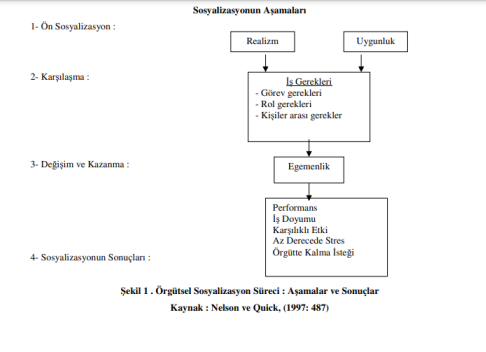 Sosyalizasyonun Aşamaları
1- Ön Sosyalizasyon :
Realizm
Uygunluk
2- Karşılaşma :
İş Gerekleri
- Görev gerekleri
- Rol gerekleri
- Kişiler arası gerekler
3- Değişim ve Kazanma :
Egemenlik
Performans
İş Doyumu
Karşılıklı Etki
Az Derecede Stres
Örgütte Kalma İsteği
4- Sosyalizasyonun Sonuçları :
Şekil 1 . Örgütsel Sosyalizasyon Süreci : Aşamalar ve Sonuçlar
Kaynak : Nelson ve Quick, (1997: 487)